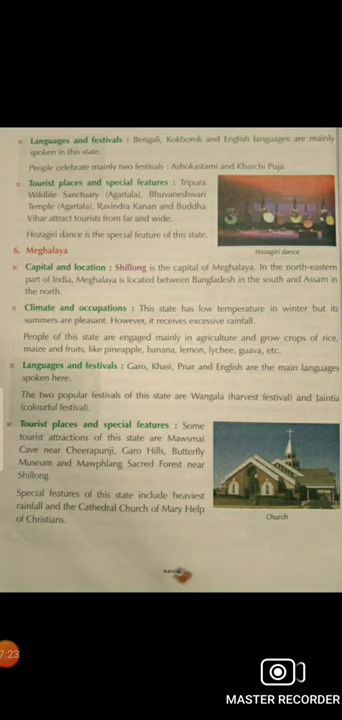 Languages and festivals : Bengali, Kokborok and English languages are mainly
spoken in this state.
People celebrate mainly two festivals : Ashokastami and Kharchi Puja.
Tourist places and special features : Tripura
Wildlife Sanctuary (Agartala), Bhuvaneshwari
Temple (Agartala), Ravindra Kanan and Buddha
Vihar attract tourists from far and wide.
Hozagiri dance is the special feature of this state.
Hozagiri dance
6. Meghalaya
Capital and location : Shillong is the capital of Meghalaya. In the north-eastern
part of India, Meghalaya is located between Bangladesh in the south and Assam in
the north.
Climate and occupations : This state has low temperature in winter but its
summers are pleasant. However, it receives excessive rainfall.
People of this state are engaged mainly in agriculture and grow crops of rice,
maize and fruits, like pineapple, banana, lemon, lychee, guava, etc.
Languages and festivals : Garo, Khasi, Pnar and English are the main languages
spoken here.
The two popular festivals of this state are Wangala (harvest festival) and Jaintia
(colourful festival).
Tourist places and special features : Some
tourist attractions of this state are Mawsmai
Cave near Cheerapunji, Garo Hills, Butterfly
Museum and Mawphlang Sacred Forest near
Shillong.
Special features of this state include heaviest
rainfall and the Cathedral Church of Mary Help
of Christians.
Church
7:23
MASTER RECORDER